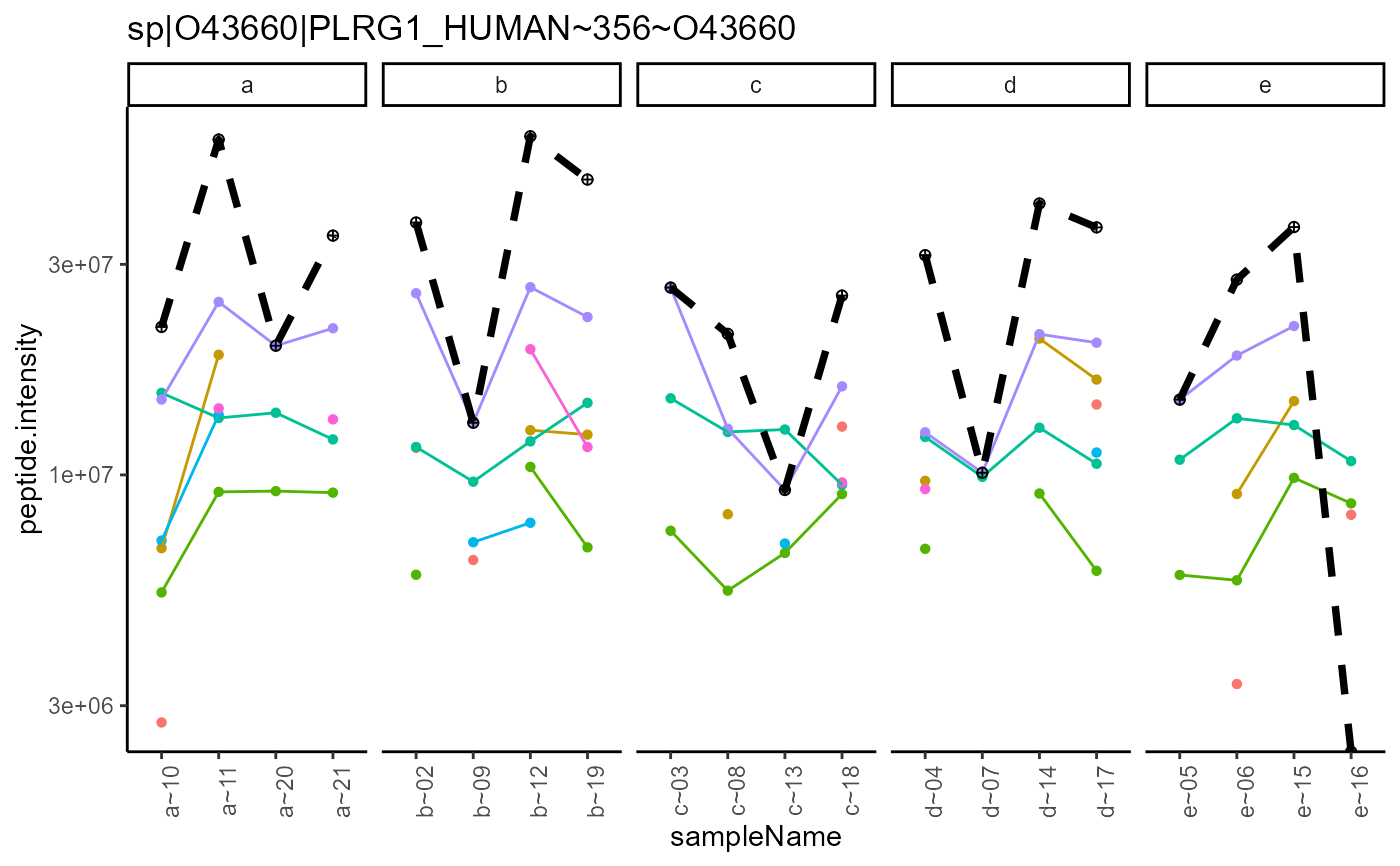 sp|O43660|PLRG1_HUMAN~356~O43660
a b c d e
peptide.intensity
3e+07
1e+07
3e+06
a~10 a~11 a~20 a~21 b~02 b~09 b~12 b~19 c~03 c~08 c~13 c~18 d~04 d~07 d~14 d~17 e~05 e~06 e~15 e~16
sampleName